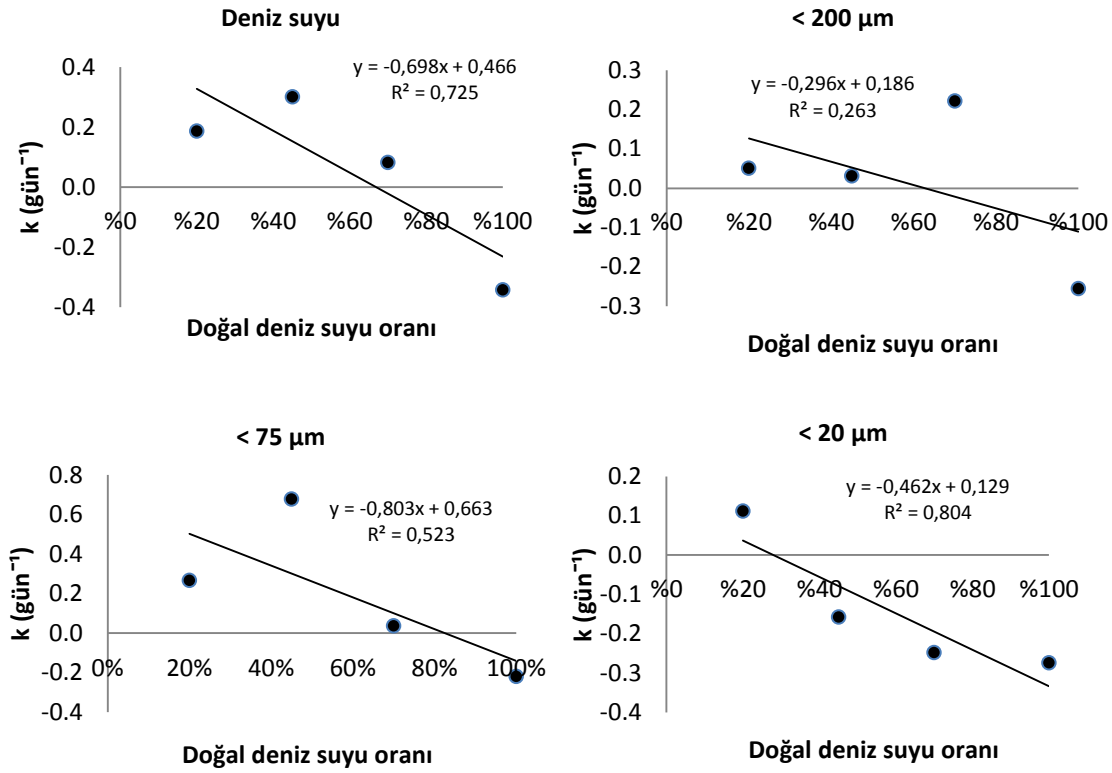 Deniz suyu
y = -0,698x + 0,466
R² = 0,725
0.4
0.2
0.0
-0.2
-0.4
%0 %20 %40 %60 %80 %100
k (gün⁻¹)
Doğal deniz suyu oranı
< 200 µm
y = -0,296x + 0,186
R² = 0,263
0.3
0.2
0.1
0.0
-0.1
-0.2
-0.3
%0 %20 %40 %60 %80 %100
k (gün⁻¹)
Doğal deniz suyu oranı
< 75 µm
y = -0,803x + 0,663
R² = 0,523
0.8
0.6
0.4
0.2
0.0
-0.2
-0.4
0% 20% 40% 60% 80% 100%
k (gün⁻¹)
Doğal deniz suyu oranı
< 20 µm
y = -0,462x + 0,129
R² = 0,804
0.2
0.1
0.0
-0.1
-0.2
-0.3
-0.4
%0 %20 %40 %60 %80 %100
k (gün⁻¹)
Doğal deniz suyu oranı